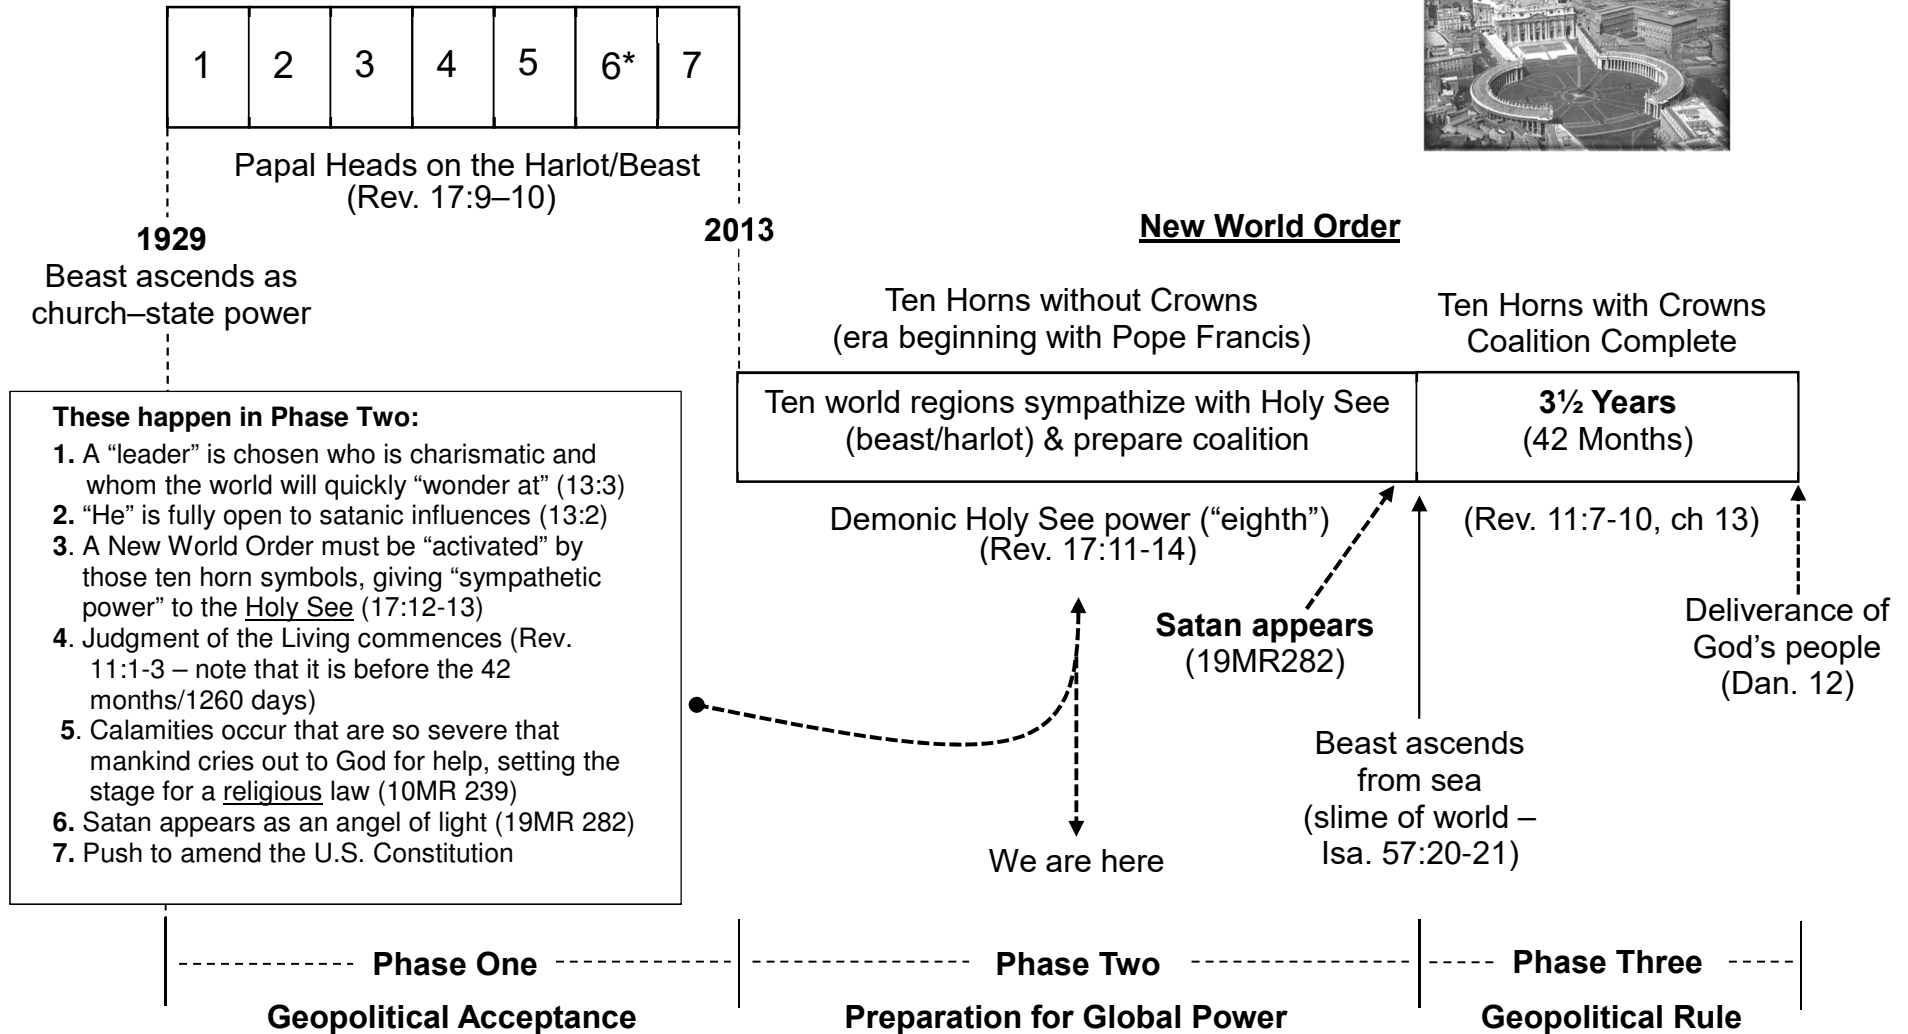 1 2 3 4 5 6* 7
Papal Heads on the Harlot/Beast
(Rev. 17:9–10)
1929
Beast ascends as
church–state power
2013
New World Order
Ten Horns without Crowns
(era beginning with Pope Francis)
Ten Horns with Crowns
Coalition Complete
Ten world regions sympathize with Holy See
(beast/harlot) & prepare coalition
3½ Years
(42 Months)
These happen in Phase Two:
1. A “leader” is chosen who is charismatic and
whom the world will quickly “wonder at” (13:3)
2. “He” is fully open to satanic influences (13:2)
3. A New World Order must be “activated” by
those ten horn symbols, giving “sympathetic
power” to the Holy See (17:12-13)
4. Judgment of the Living commences (Rev.
11:1-3 – note that it is before the 42
months/1260 days)
5. Calamities occur that are so severe that
mankind cries out to God for help, setting the
stage for a religious law (10MR 239)
6. Satan appears as an angel of light (19MR 282)
7. Push to amend the U.S. Constitution
Demonic Holy See power (“eighth”)
(Rev. 17:11-14)
(Rev. 11:7-10, ch 13)
Satan appears
(19MR282)
Deliverance of
God’s people
(Dan. 12)
Beast ascends
from sea
(slime of world –
Isa. 57:20-21)
We are here
Phase One
Geopolitical Acceptance
Phase Two
Preparation for Global Power
Phase Three
Geopolitical Rule